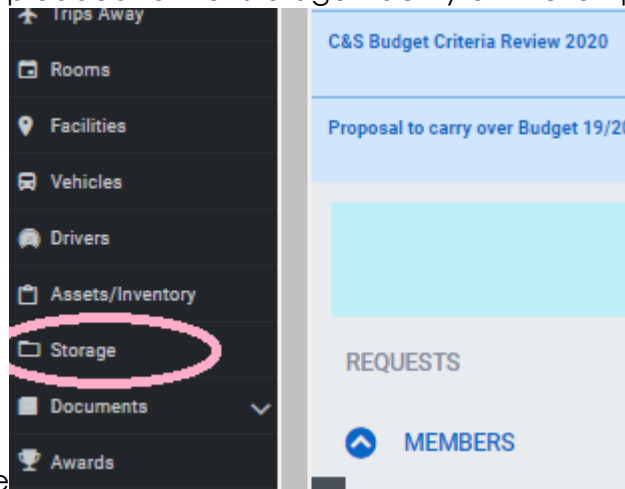 Trips Away
Rooms
Facilities
Vehicles
Drivers
Assets/Inventory
Storage
Documents
Awards
C&S Budget Criteria Review 2020
Proposal to carry over Budget 19/20
REQUESTS
MEMBERS
e